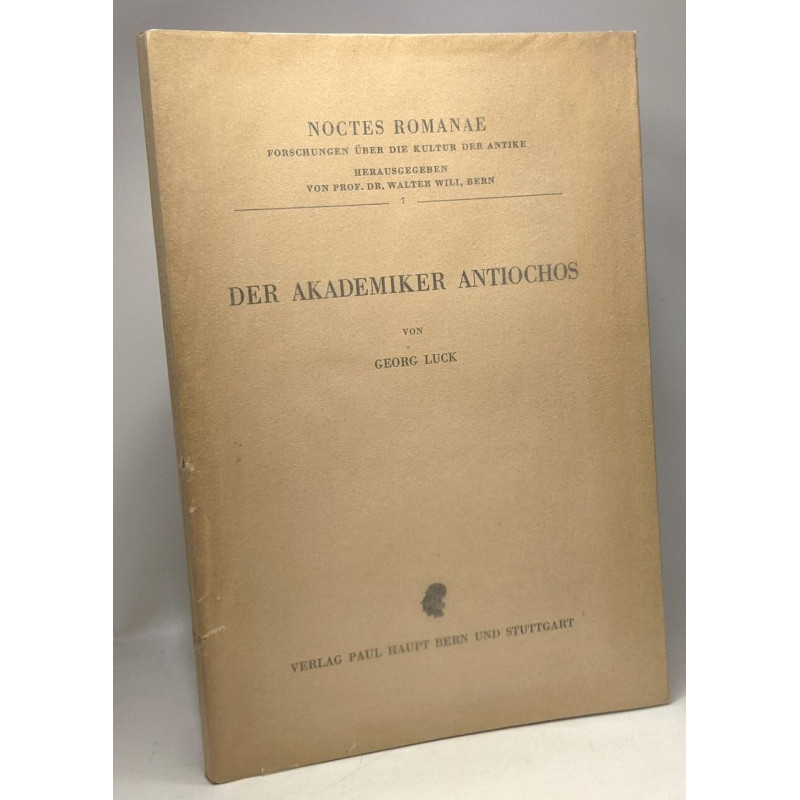 NOCTES ROMANAE
FORSCHUNGEN ÜBER DIE KULTUR DER ANTIKE
HERAUSGEGEBEN
VON PROF. DR. WALTER WILI, BERN
7
DER AKADEMIKER ANTIOCHOS
VON
GEORG LUCK
VERLAG PAUL HAUPT BERN UND STUTTGART